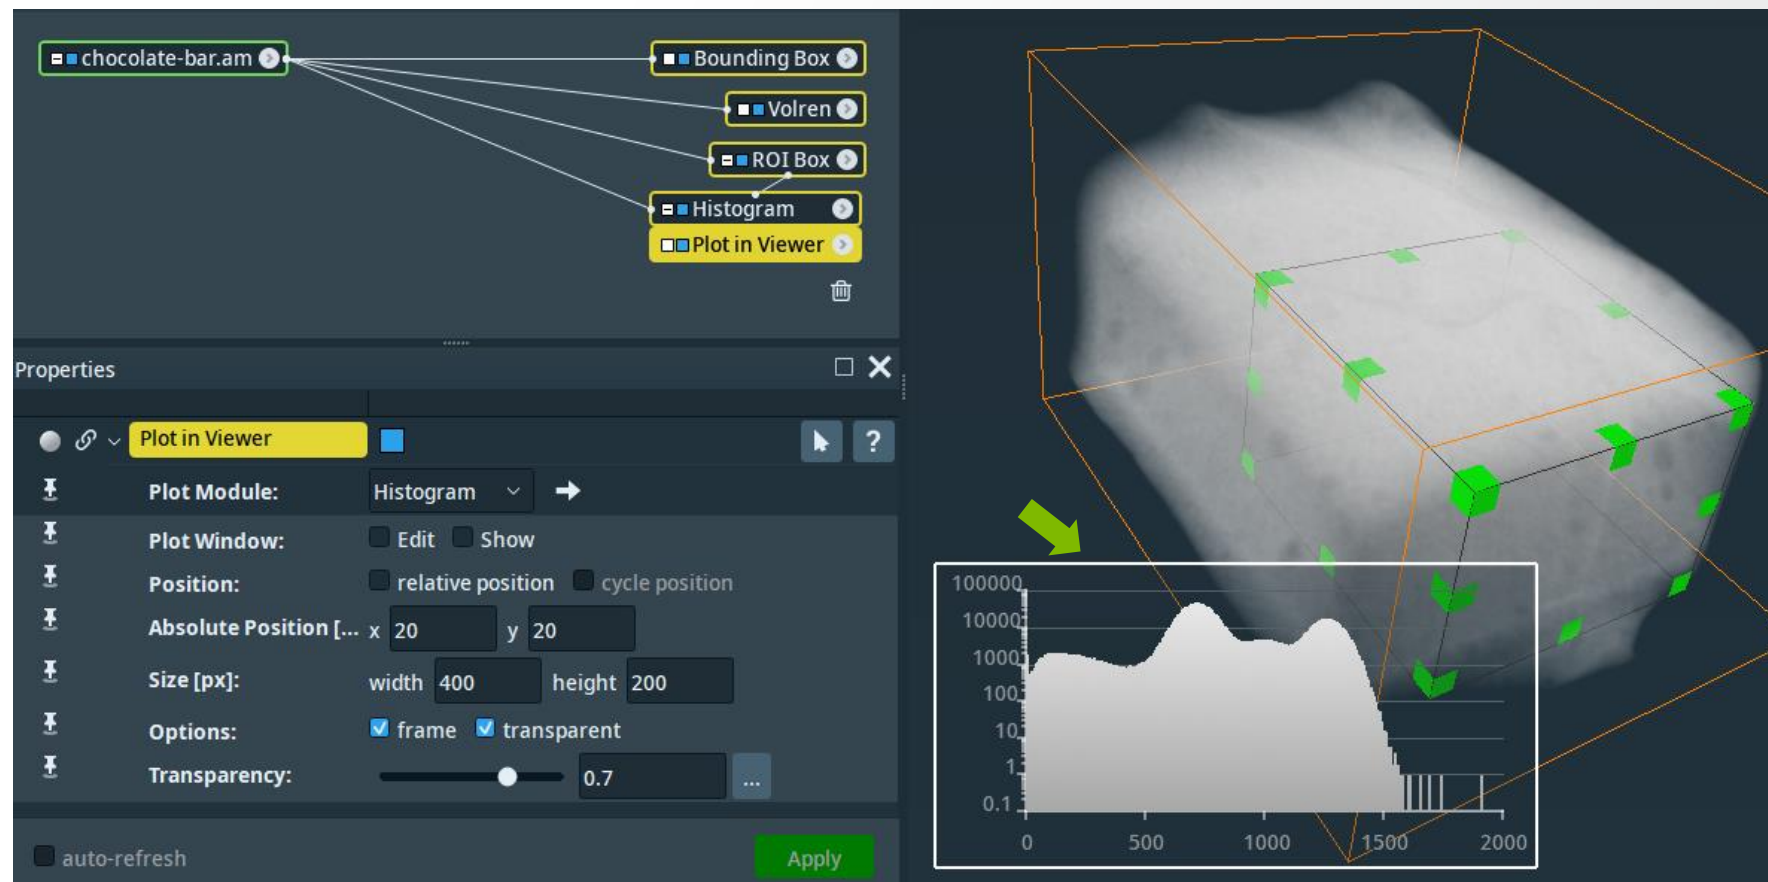 chocolate-bar.am
Bounding Box
Volren
ROI Box
Histogram
Plot in Viewer
Properties
Plot in Viewer
?
Plot Module: Histogram
Plot Window: Edit Show
Position: relative position cycle position
Absolute Position [... x 20 y 20
Size [px]: width 400 height 200
Options: frame transparent
Transparency: 0.7 ...
auto-refresh Apply
100000
10000
1000
100
10
1
0.1
0 500 1000 1500 2000